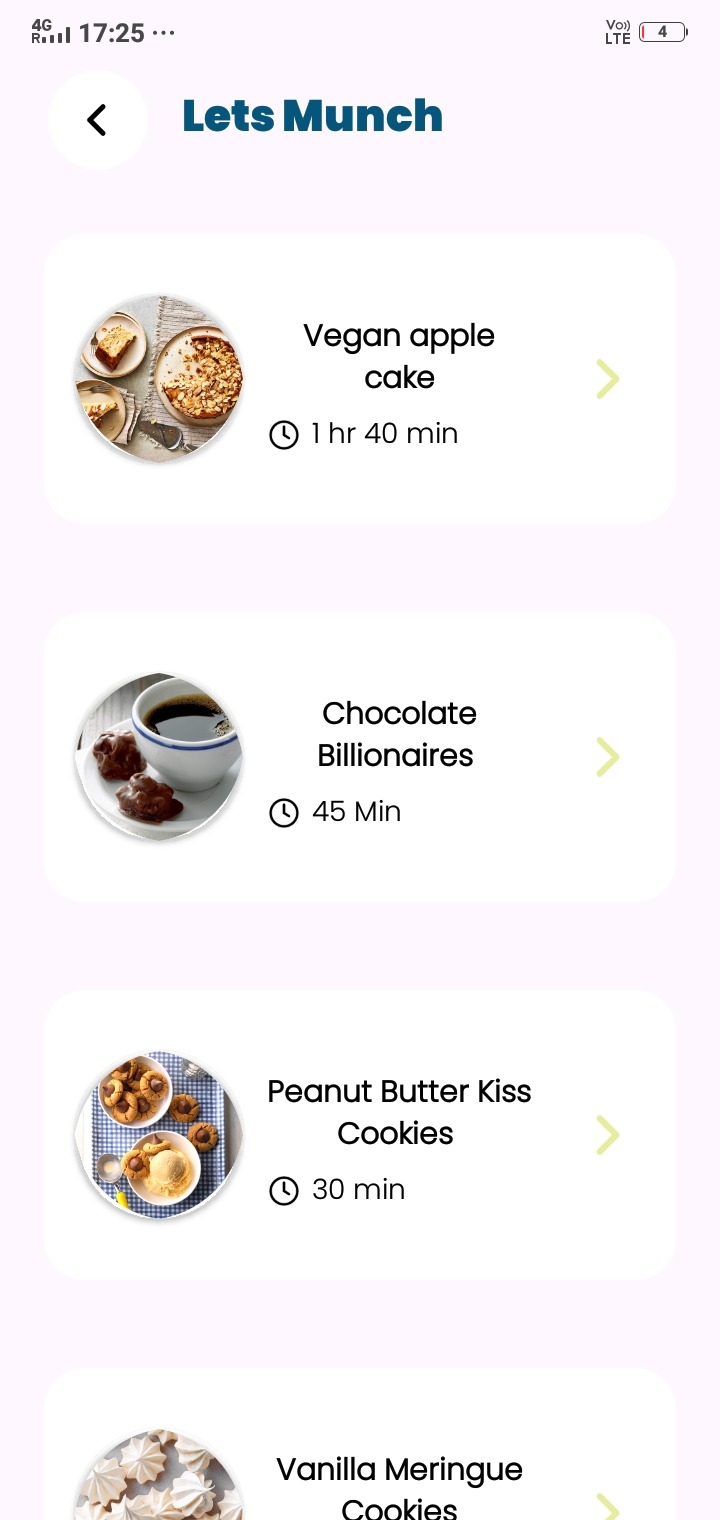 4G
R 17:25 ...
Vo))
LTE 4
Lets Munch
Vegan apple
cake
1 hr 40 min
Chocolate
Billionaires
45 Min
Peanut Butter Kiss
Cookies
30 min
Vanilla Meringue
Cookies